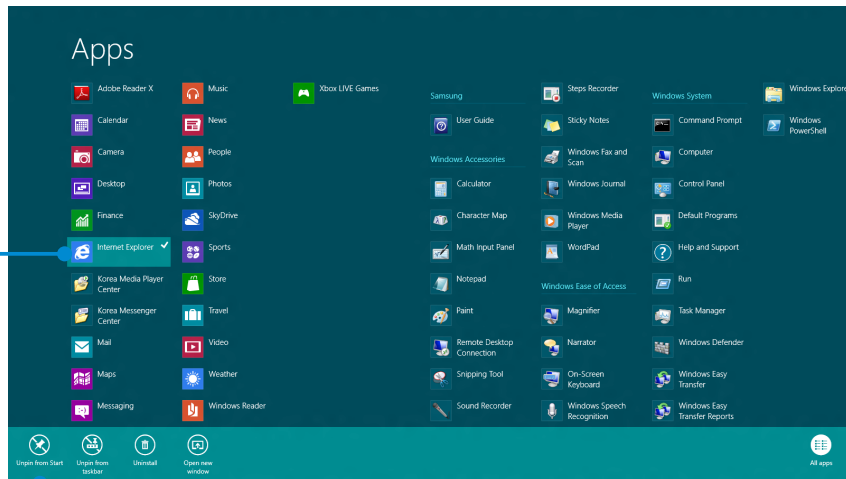 Apps
Adobe Reader X
Calendar
Camera
Desktop
Finance
Internet Explorer
Korea Media Player
Center
Korea Messenger
Center
Mail
Maps
Messaging
Music
News
People
Photos
SkyDrive
Sports
Store
Travel
Video
Weather
Windows Reader
Xbox LIVE Games
Samsung
User Guide
Windows Accessories
Calculator
Character Map
Math Input Panel
Notepad
Paint
Remote Desktop
Connection
Snipping Tool
Sound Recorder
Steps Recorder
Sticky Notes
Windows Fax and
Scan
Windows Journal
Windows Media
Player
WordPad
Windows Ease of Access
Magnifier
Narrator
On-Screen
Keyboard
Windows Speech
Recognition
Windows System
Command Prompt
Computer
Control Panel
Default Programs
Help and Support
Run
Task Manager
Windows Defender
Windows Easy
Transfer
Windows Easy
Transfer Reports
Windows Explore
Windows
PowerShell
Unpin from Start
Unpin from
taskbar
Uninstall
Open new
window
All apps